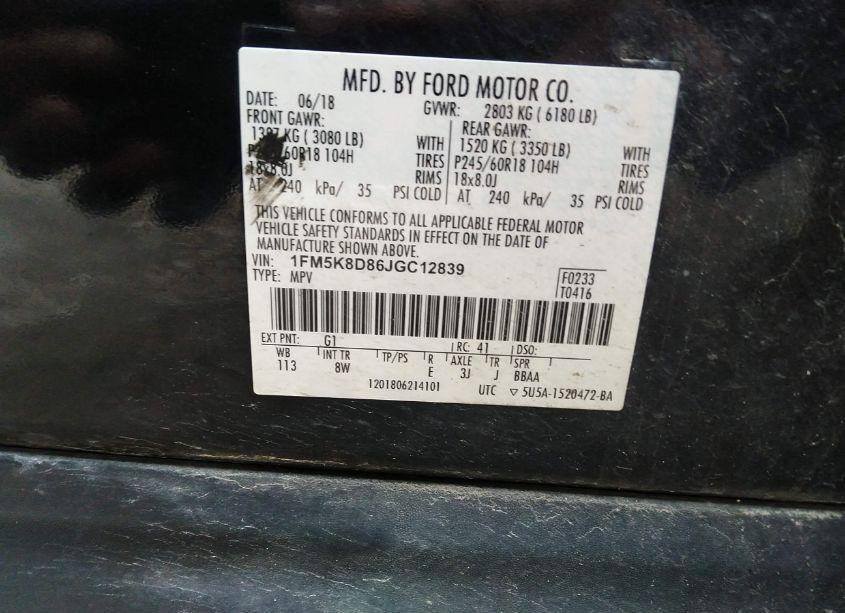 MFD. BY FORD MOTOR CO.
DATE: 06/18 GVWR: 2803 KG ( 6180 LB)
FRONT GAWR: REAR GAWR:
KG ( 3080 LB) WITH 1520 KG ( 3350 LB) WITH
/60R18 104H TIRES P245/60R18 104H TIRES
18x8.0J RIMS 18x8.0J RIMS
AT 240 kPa/ 35 PSI COLD AT 240 kPa/ 35 PSI COLD
THIS VEHICLE CONFORMS TO ALL APPLICABLE FEDERAL MOTOR
VEHICLE SAFETY STANDARDS IN EFFECT ON THE DATE OF
MANUFACTURE SHOWN ABOVE.
VIN: 1FM5K8D86JGC12839
TYPE: MPV
F0233
T0416
EXT PNT: G1 RC: 41 DSO:
WB INT TR TP/PS R AXLE TR SPR
113 8W E 3J J BBAA
1201806214101 UTC ▽ 5U5A-1520472-BA